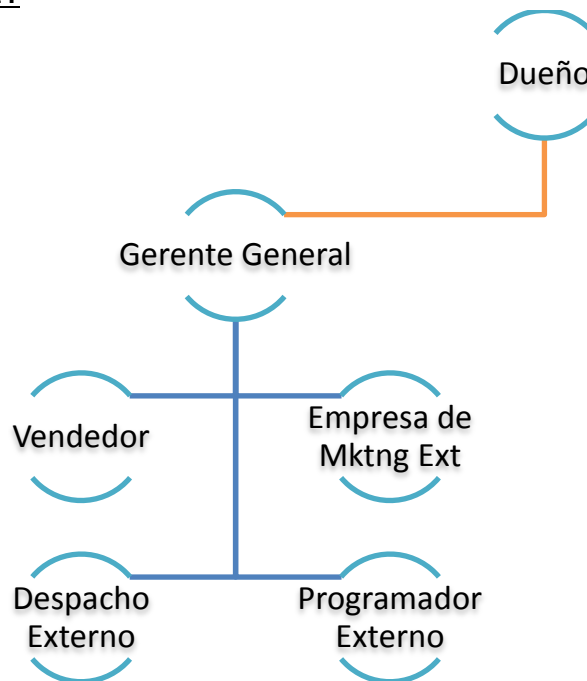 Dueño
Gerente General
Vendedor
Empresa de
Mktng Ext
Despacho
Externo
Programador
Externo